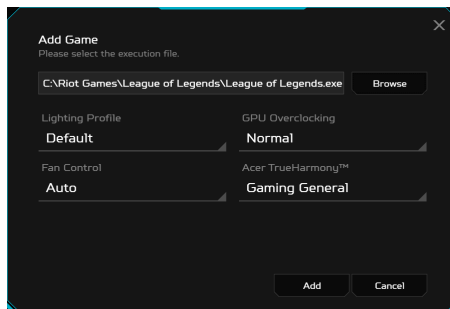 Add Game
Please select the execution file.
C:\Riot Games\League of Legends\League of Legends.exe
Browse
Lighting Profile
GPU Overclocking
Default
Normal
Fan Control
Acer TrueHarmony™
Auto
Gaming General
Add
Cancel